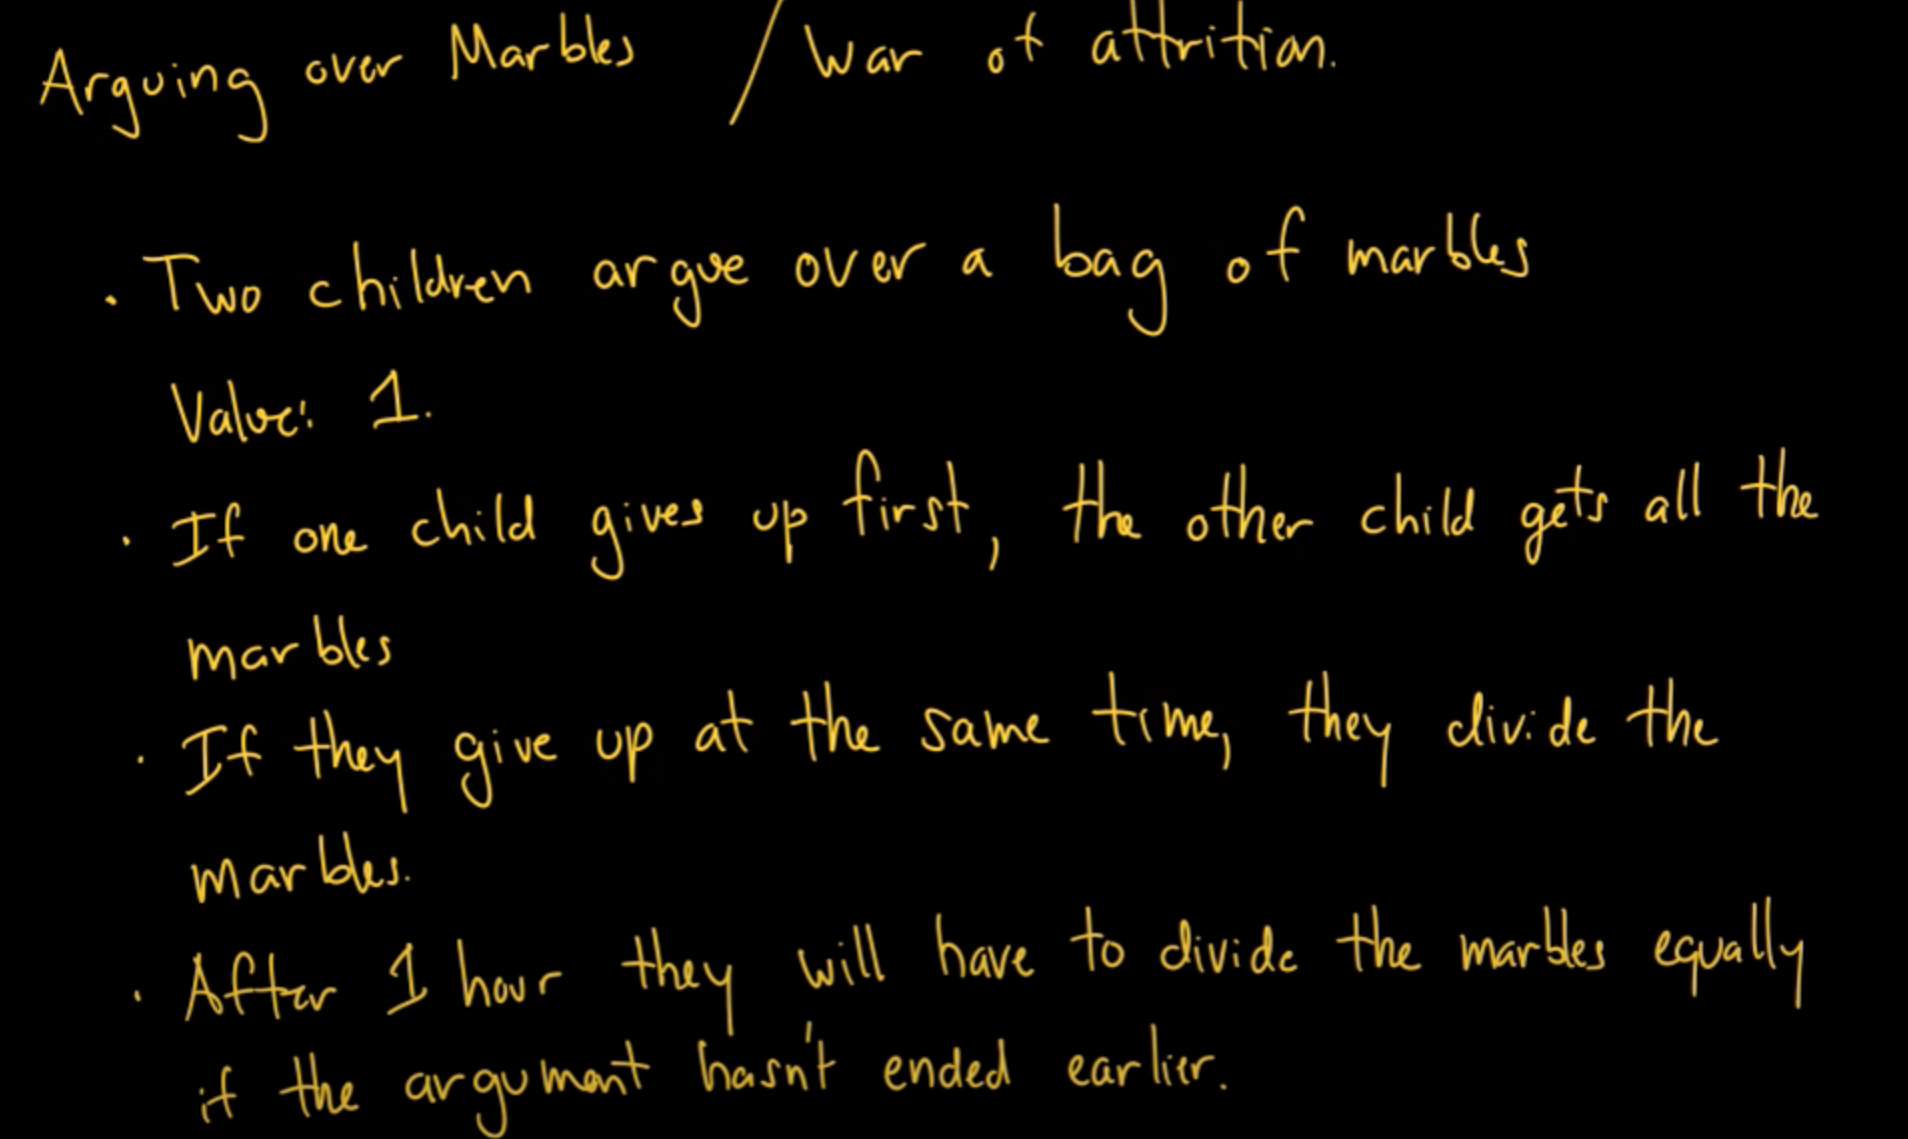 Arguing over Marbles / War of attrition.
• Two children argue over a bag of marbles
Value: 1.
• If one child gives up first, the other child gets all the
marbles
• If they give up at the same time, they divide the
marbles.
• After 1 hour they will have to divide the marbles equally
if the argument hasn't ended earlier.